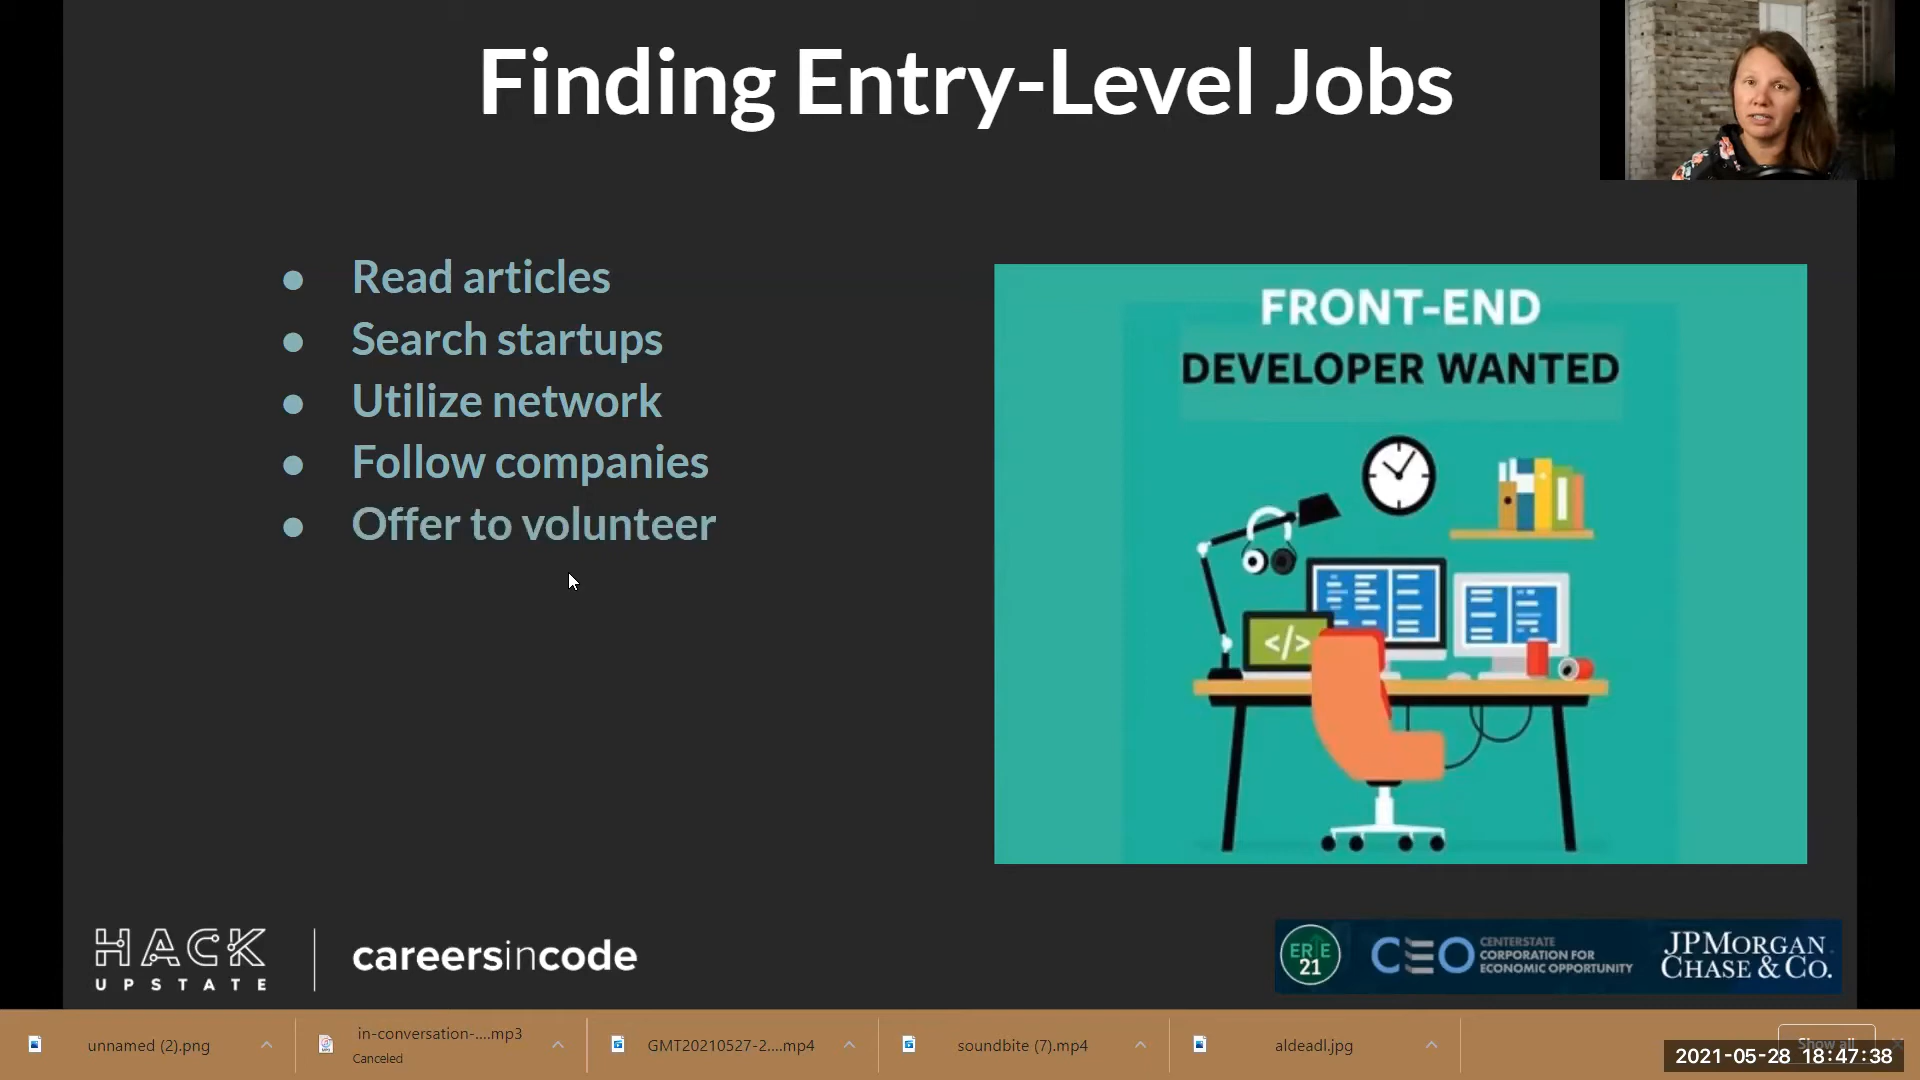 Finding Entry-Level Jobs
● Read articles
● Search startups
● Utilize network
● Follow companies
● Offer to volunteer
FRONT-END
DEVELOPER WANTED
</>
HACK
UPSTATE
careersincode
ERIE
21
CEO
CENTERSTATE
CORPORATION FOR
ECONOMIC OPPORTUNITY
JPMORGAN
CHASE & CO.
unnamed (2).png
in-conversation-....mp3
Canceled
GMT20210527-2....mp4
soundbite (7).mp4
aldeadl.jpg
Show all
2021-05-28 18:47:38